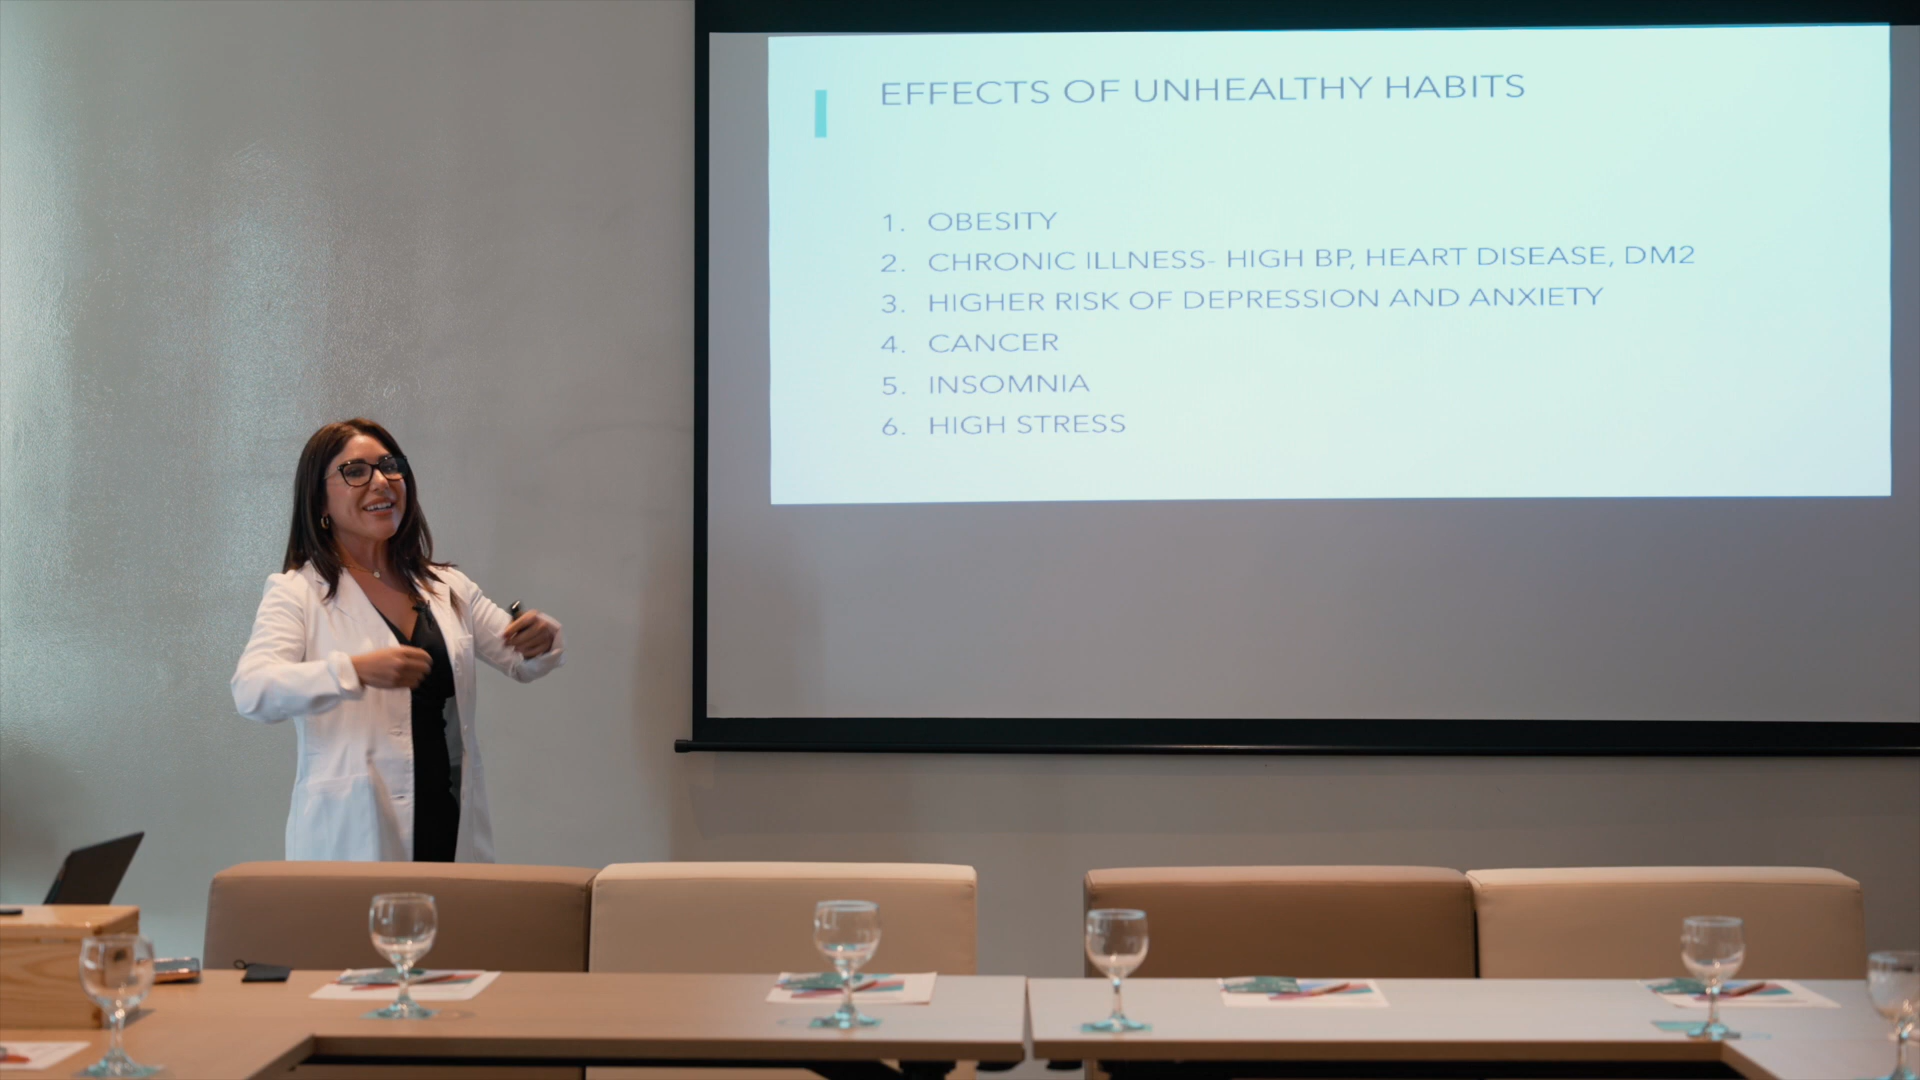 EFFECTS OF UNHEALTHY HABITS
1. OBESITY
2. CHRONIC ILLNESS- HIGH BP, HEART DISEASE, DM2
3. HIGHER RISK OF DEPRESSION AND ANXIETY
4. CANCER
5. INSOMNIA
6. HIGH STRESS